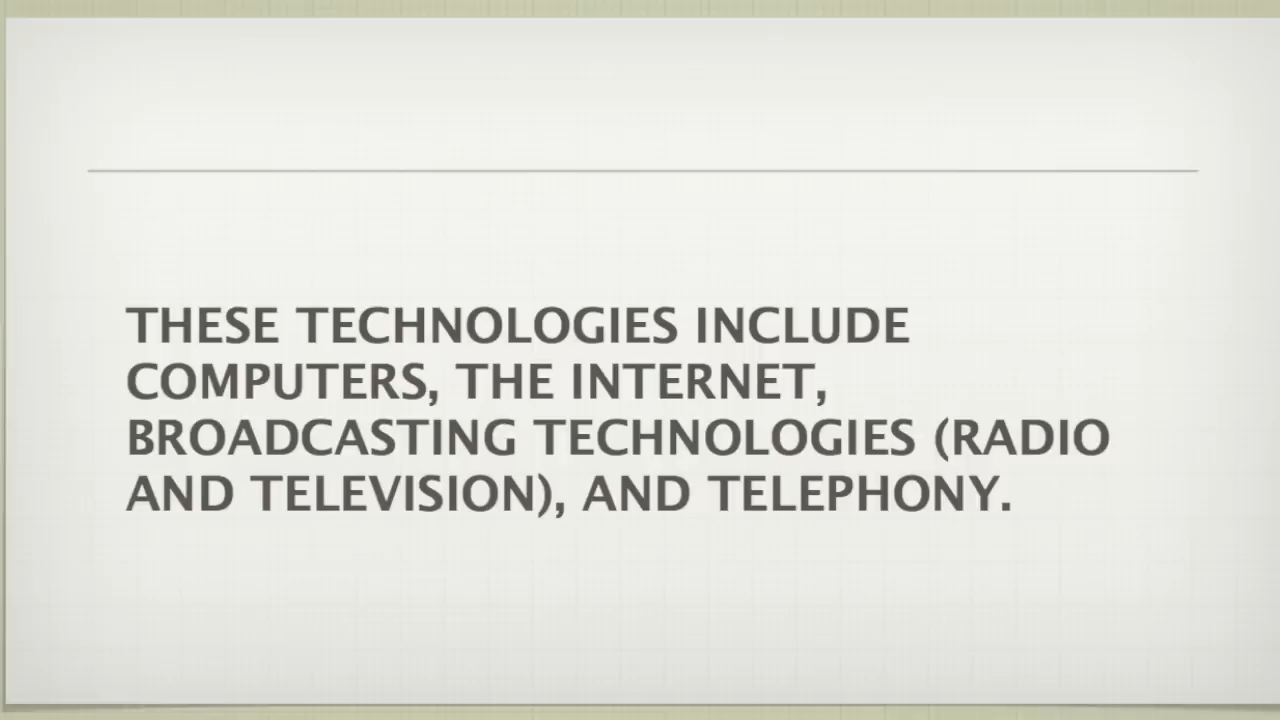 THESE TECHNOLOGIES INCLUDE
COMPUTERS, THE INTERNET,
BROADCASTING TECHNOLOGIES (RADIO
AND TELEVISION), AND TELEPHONY.